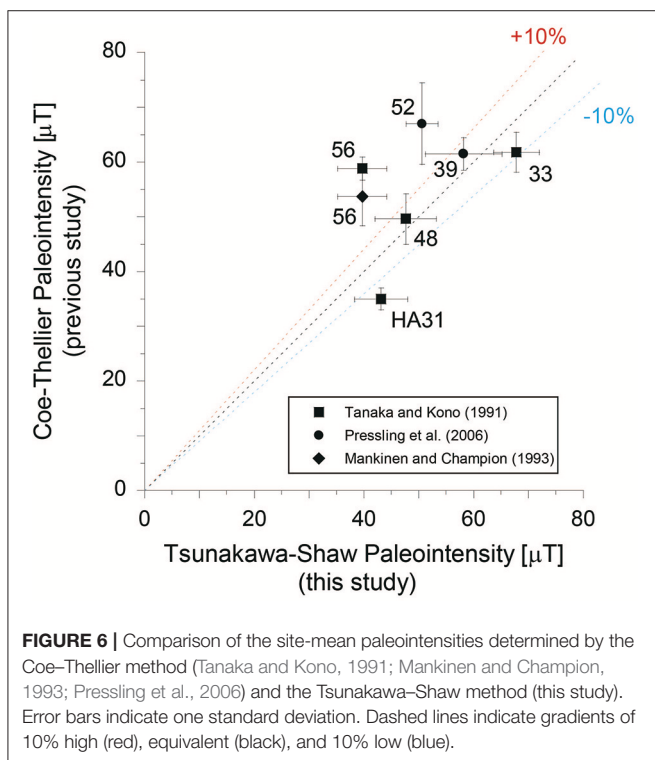 +10%
-10%
80
60
40
20
0
0
20
40
60
80
52
56
39
33
56
48
HA31
Coe-Thellier Paleointensity [μT]
(previous study)
Tanaka and Kono (1991)
Pressling et al. (2006)
Mankinen and Champion (1993)
Tsunakawa-Shaw Paleointensity [μT]
(this study)
FIGURE 6 | Comparison of the site-mean paleointensities determined by the
Coe–Thellier method (Tanaka and Kono, 1991; Mankinen and Champion,
1993; Pressling et al., 2006) and the Tsunakawa–Shaw method (this study).
Error bars indicate one standard deviation. Dashed lines indicate gradients of
10% high (red), equivalent (black), and 10% low (blue).